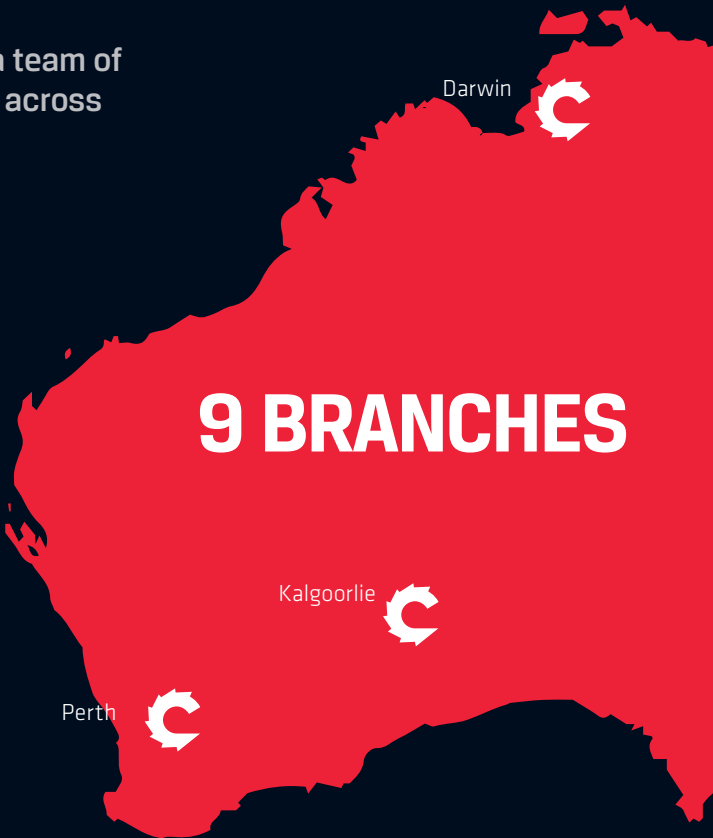 a team of
across
Darwin
9 BRANCHES
Kalgoorlie
Perth